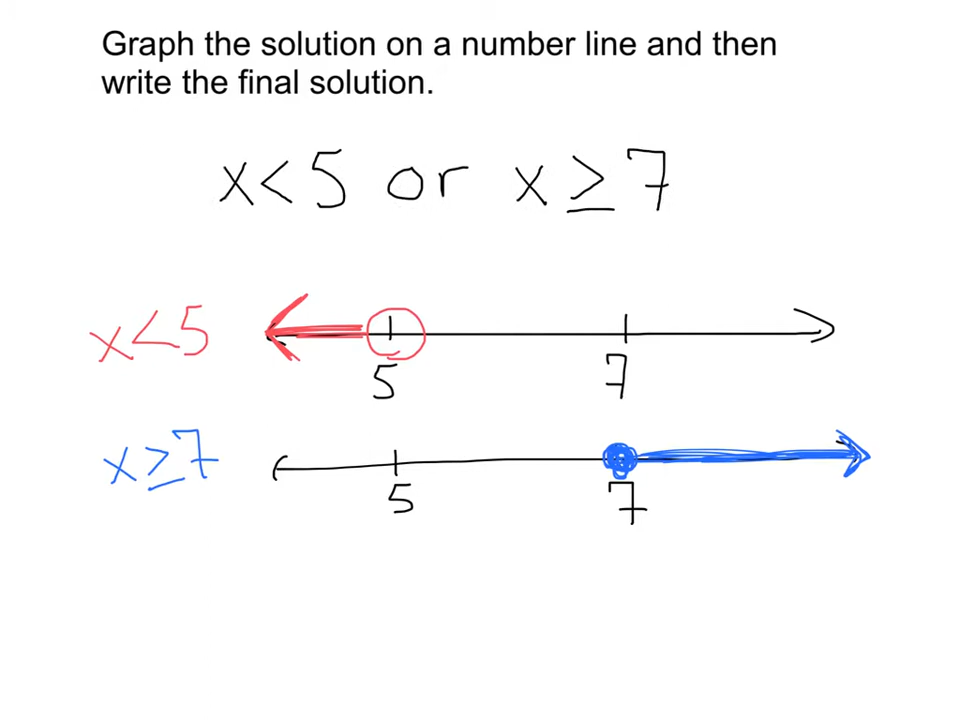 Graph the solution on a number line and then
write the final solution.
x<5 or x≥7
x<5
5 7
x≥7
5 7